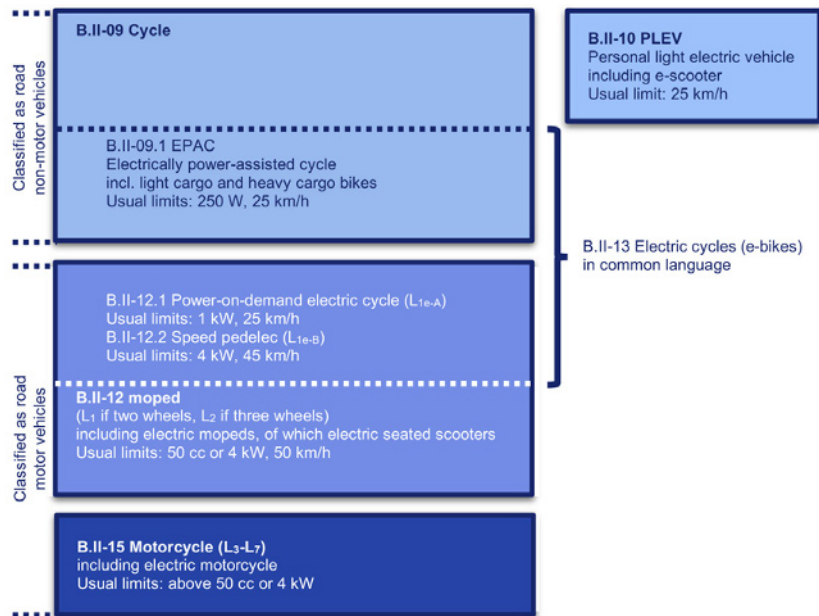 Classified as road
non-motor vehicles
B.II-09 Cycle
B.II-09.1 EPAC
Electrically power-assisted cycle
incl. light cargo and heavy cargo bikes
Usual limits: 250 W, 25 km/h
B.II-10 PLEV
Personal light electric vehicle
including e-scooter
Usual limit: 25 km/h
B.II-13 Electric cycles (e-bikes)
in common language
Classified as road
motor vehicles
B.II-12.1 Power-on-demand electric cycle (L1e-A)
Usual limits: 1 kW, 25 km/h
B.II-12.2 Speed pedelec (L1e-B)
Usual limits: 4 kW, 45 km/h
B.II-12 moped
(L1 if two wheels, L2 if three wheels)
including electric mopeds, of which electric seated scooters
Usual limits: 50 cc or 4 kW, 50 km/h
B.II-15 Motorcycle (L3-L7)
including electric motorcycle
Usual limits: above 50 cc or 4 kW